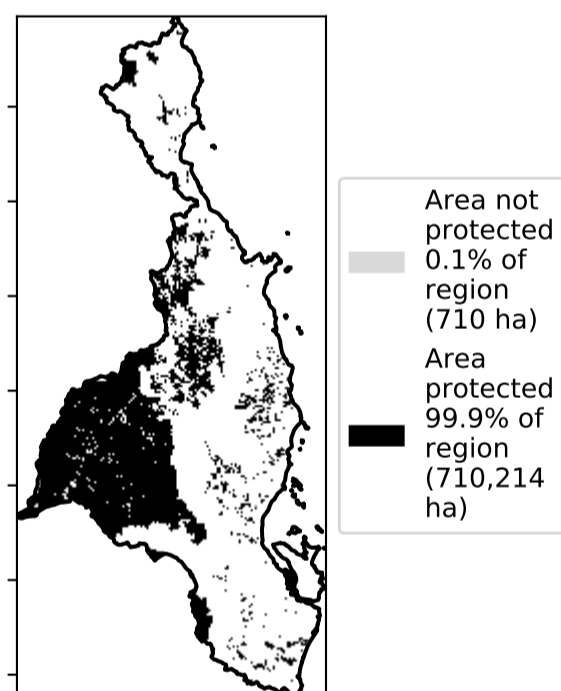 Area not
protected
0.1% of
region
(710 ha)
Area
protected
99.9% of
region
(710,214
ha)